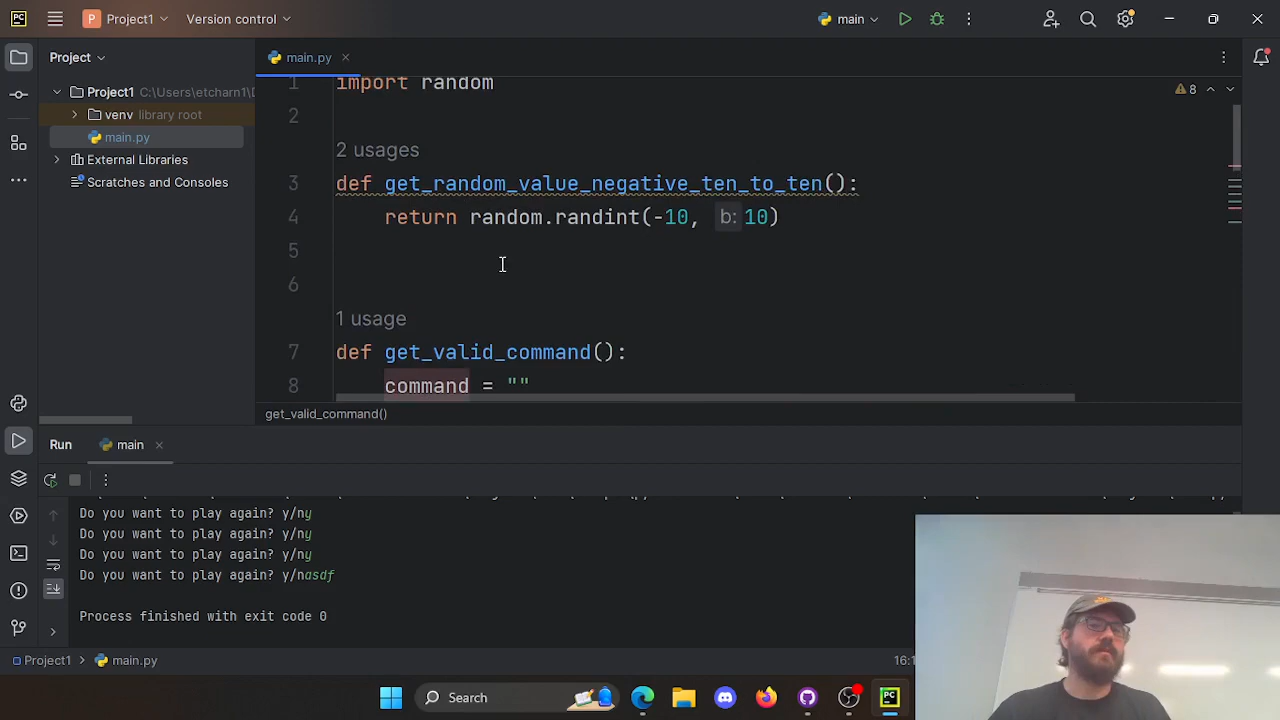 P Project1 Version control main
Project main.py
Project1 C:\Users\etcharn1\D
venv library root
main.py
External Libraries
Scratches and Consoles
8
1 import random
2
2 usages
3 def get_random_value_negative_ten_to_ten():
4 return random.randint(-10, b: 10)
5
6
1 usage
7 def get_valid_command():
8 command = ""
get_valid_command()
Run main
Do you want to play again? y/ny
Do you want to play again? y/ny
Do you want to play again? y/ny
Do you want to play again? y/nasdf
Process finished with exit code 0
Project1 main.py 16:1
Search PC